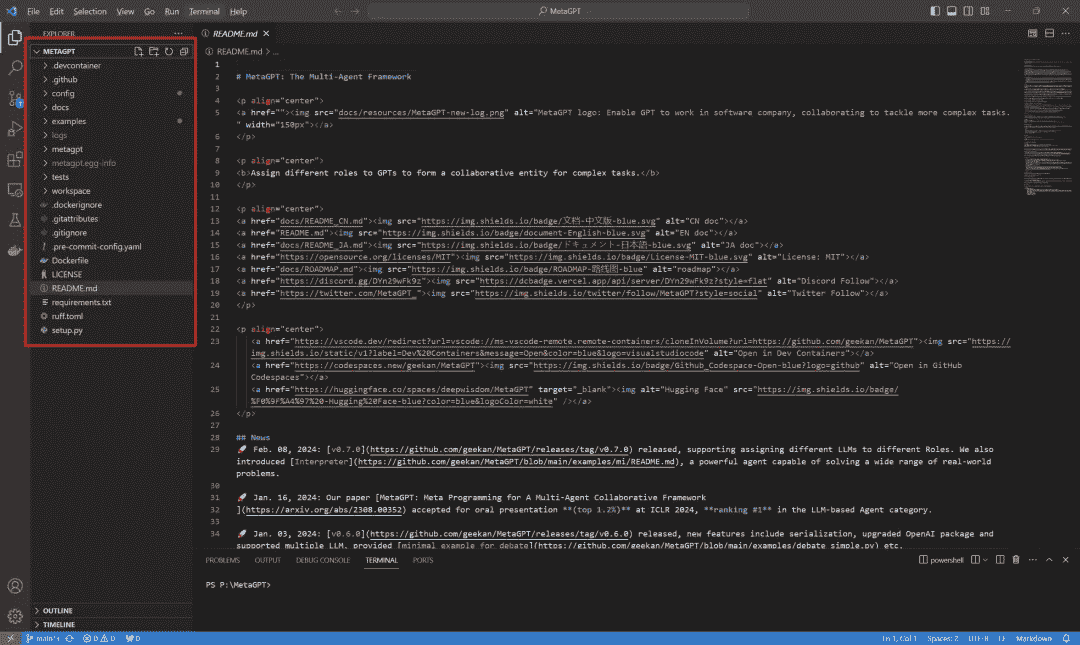 File Edit Selection View Go Run Terminal Help
MetaGPT
EXPLORER
METAGPT
.devcontainer
.github
config
docs
examples
logs
metagpt
metagpt.egg-info
tests
workspace
.dockerignore
.gitattributes
.gitignore
.pre-commit-config.yaml
Dockerfile
LICENSE
README.md
requirements.txt
ruff.toml
setup.py
OUTLINE
TIMELINE
README.md
README.md > ...
1
2 # MetaGPT: The Multi-Agent Framework
3
4 <p align="center">
5 <a href=""><img src="docs/resources/MetaGPT-new-log.png" alt="MetaGPT logo: Enable GPT to work in software company, collaborating to tackle more complex tasks.
" width="150px"></a>
6 </p>
7
8 <p align="center">
9 <b>Assign different roles to GPTs to form a collaborative entity for complex tasks.</b>
10 </p>
11
12 <p align="center">
13 <a href="docs/README_CN.md"><img src="https://img.shields.io/badge/文档-中文版-blue.svg" alt="CN doc"></a>
14 <a href="README.md"><img src="https://img.shields.io/badge/document-English-blue.svg" alt="EN doc"></a>
15 <a href="docs/README_JA.md"><img src="https://img.shields.io/badge/ドキュメント-日本語-blue.svg" alt="JA doc"></a>
16 <a href="https://opensource.org/licenses/MIT"><img src="https://img.shields.io/badge/License-MIT-blue.svg" alt="License: MIT"></a>
17 <a href="docs/ROADMAP.md"><img src="https://img.shields.io/badge/ROADMAP-路线图-blue" alt="roadmap"></a>
18 <a href="https://discord.gg/DYn29wFk9z"><img src="https://dcbadge.vercel.app/api/server/DYn29wFk9z?style=flat" alt="Discord Follow"></a>
19 <a href="https://twitter.com/MetaGPT_"><img src="https://img.shields.io/twitter/follow/MetaGPT?style=social" alt="Twitter Follow"></a>
20 </p>
21
22 <p align="center">
23 <a href="https://vscode.dev/redirect?url=vscode://ms-vscode-remote.remote-containers/cloneInVolume?url=https://github.com/geekan/MetaGPT"><img src="https://
img.shields.io/static/v1?label=Dev%20Containers&message=Open&color=blue&logo=visualstudiocode" alt="Open in Dev Containers"></a>
24 <a href="https://codespaces.new/geekan/MetaGPT"><img src="https://img.shields.io/badge/Github_Codespace-Open-blue?logo=github" alt="Open in GitHub
Codespaces"></a>
25 <a href="https://huggingface.co/spaces/deepwisdom/MetaGPT" target="_blank"><img alt="Hugging Face" src="https://img.shields.io/badge/
%F0%9F%A4%97%20-Hugging%20Face-blue?color=blue&logoColor=white" /></a>
26 </p>
27
28 ## News
29 🚀 Feb. 08, 2024: [v0.7.0](https://github.com/geekan/MetaGPT/releases/tag/v0.7.0) released, supporting assigning different LLMs to different Roles. We also
introduced [Interpreter](https://github.com/geekan/MetaGPT/blob/main/examples/mi/README.md), a powerful agent capable of solving a wide range of real-world
problems.
30
31 🚀 Jan. 16, 2024: Our paper [MetaGPT: Meta Programming for A Multi-Agent Collaborative Framework
32 ](https://arxiv.org/abs/2308.00352) accepted for oral presentation **(top 1.2%)** at ICLR 2024, **ranking #1** in the LLM-based Agent category.
33
34 🚀 Jan. 03, 2024: [v0.6.0](https://github.com/geekan/MetaGPT/releases/tag/v0.6.0) released, new features include serialization, upgraded OpenAI package and
supported multiple LLM, provided [minimal example for debate](https://github.com/geekan/MetaGPT/blob/main/examples/debate_simple.py) etc.
PROBLEMS OUTPUT DEBUG CONSOLE TERMINAL PORTS
powershell
PS P:\MetaGPT>
Ln 1, Col 1 Spaces: 2 UTF-8 Markdown